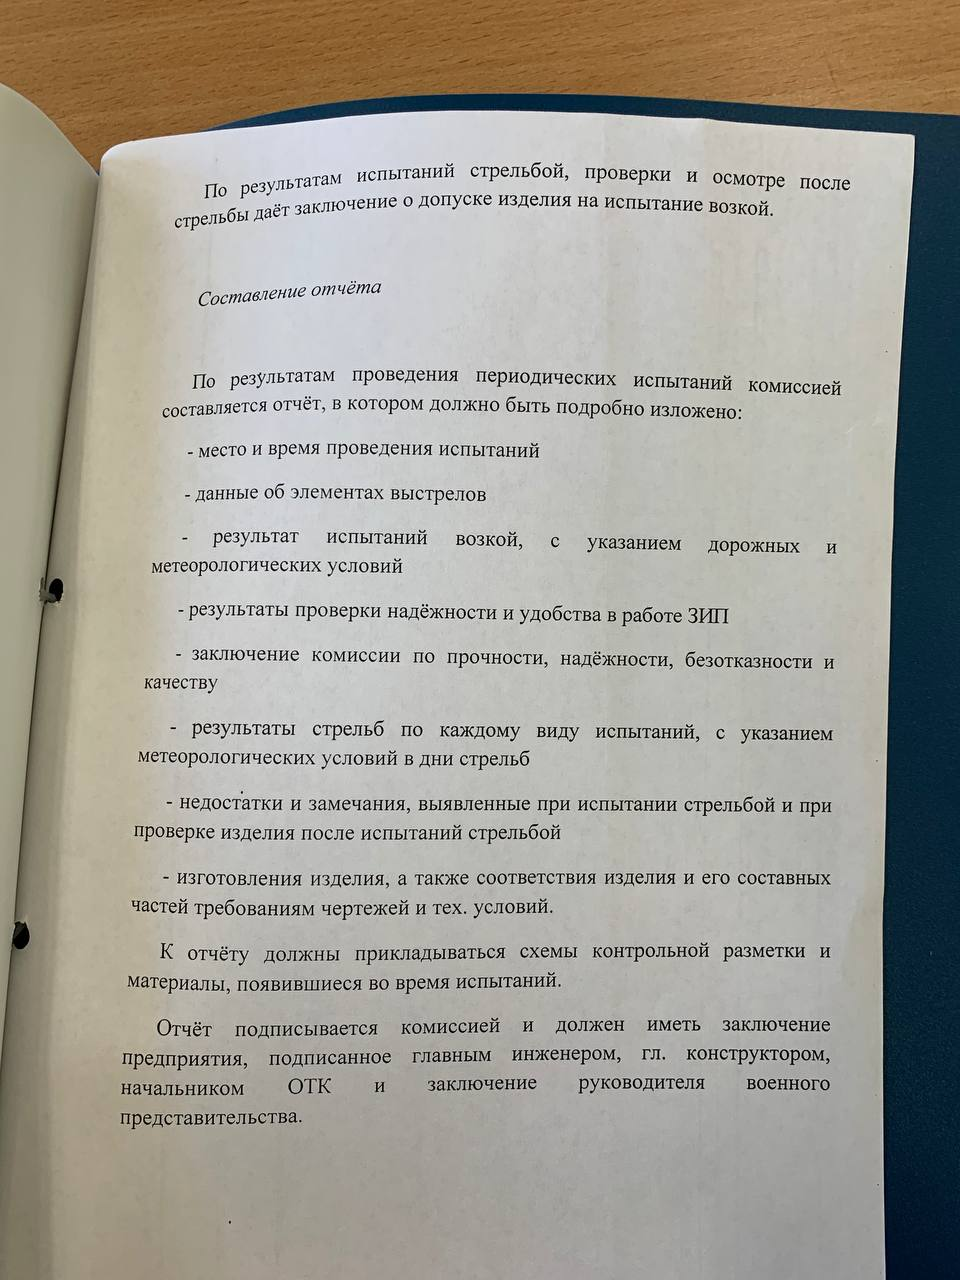 По результатам испытаний стрельбой, проверки и осмотре после
стрельбы даёт заключение о допуске изделия на испытание возкой.
Составление отчёта
По результатам проведения периодических испытаний комиссией
составляется отчёт, в котором должно быть подробно изложено:
- место и время проведения испытаний
- данные об элементах выстрелов
- результат испытаний возкой, с указанием дорожных и
метеорологических условий
- результаты проверки надёжности и удобства в работе ЗИП
- заключение комиссии по прочности, надёжности, безотказности и
качеству
- результаты стрельб по каждому виду испытаний, с указанием
метеорологических условий в дни стрельб
- недостатки и замечания, выявленные при испытании стрельбой и при
проверке изделия после испытаний стрельбой
- изготовления изделия, а также соответствия изделия и его составных
частей требованиям чертежей и тех. условий.
К отчёту должны прикладываться схемы контрольной разметки и
материалы, появившиеся во время испытаний.
Отчёт подписывается комиссией и должен иметь заключение
предприятия, подписанное главным инженером, гл. конструктором,
начальником ОТК и заключение руководителя военного
представительства.